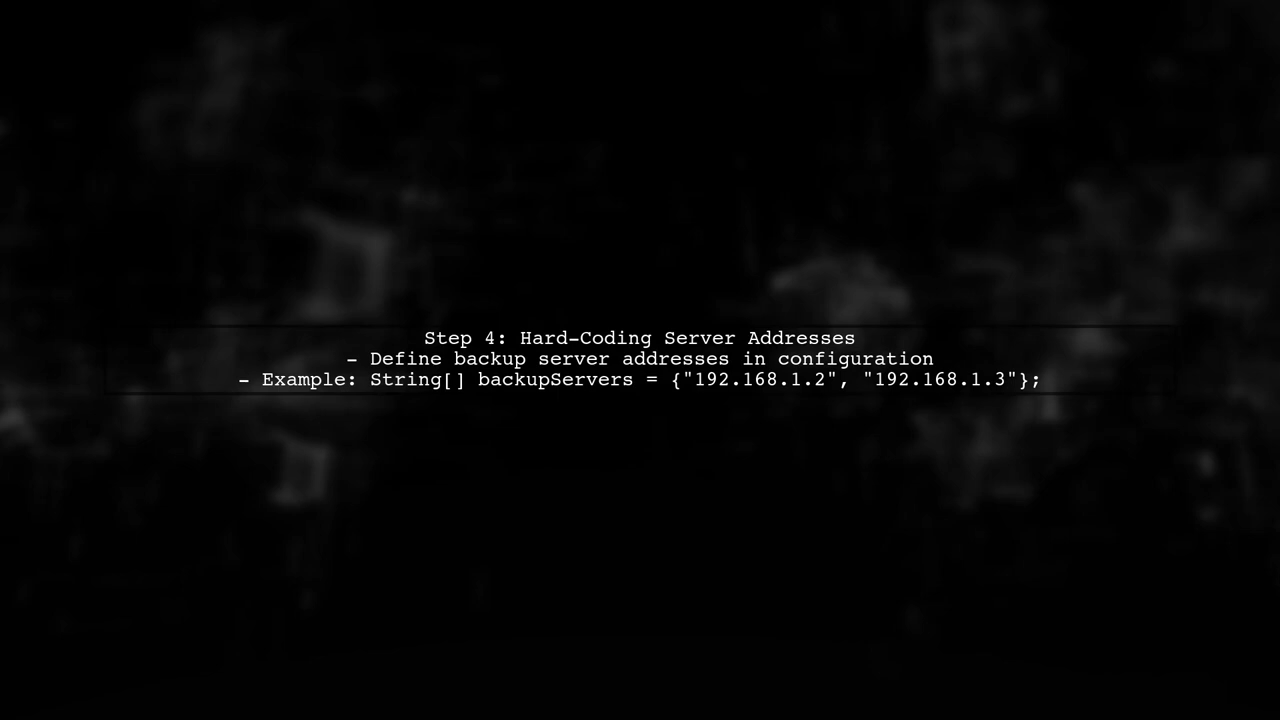 Step 4: Hard-Coding Server Addresses
- Define backup server addresses in configuration
- Example: String[] backupServers = {"192.168.1.2", "192.168.1.3"};